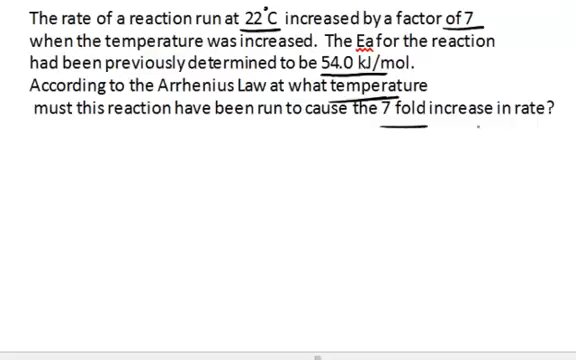 The rate of a reaction run at 22°C increased by a factor of 7
when the temperature was increased. The Ea for the reaction
had been previously determined to be 54.0 kJ/mol.
According to the Arrhenius Law at what temperature
must this reaction have been run to cause the 7 fold increase in rate?